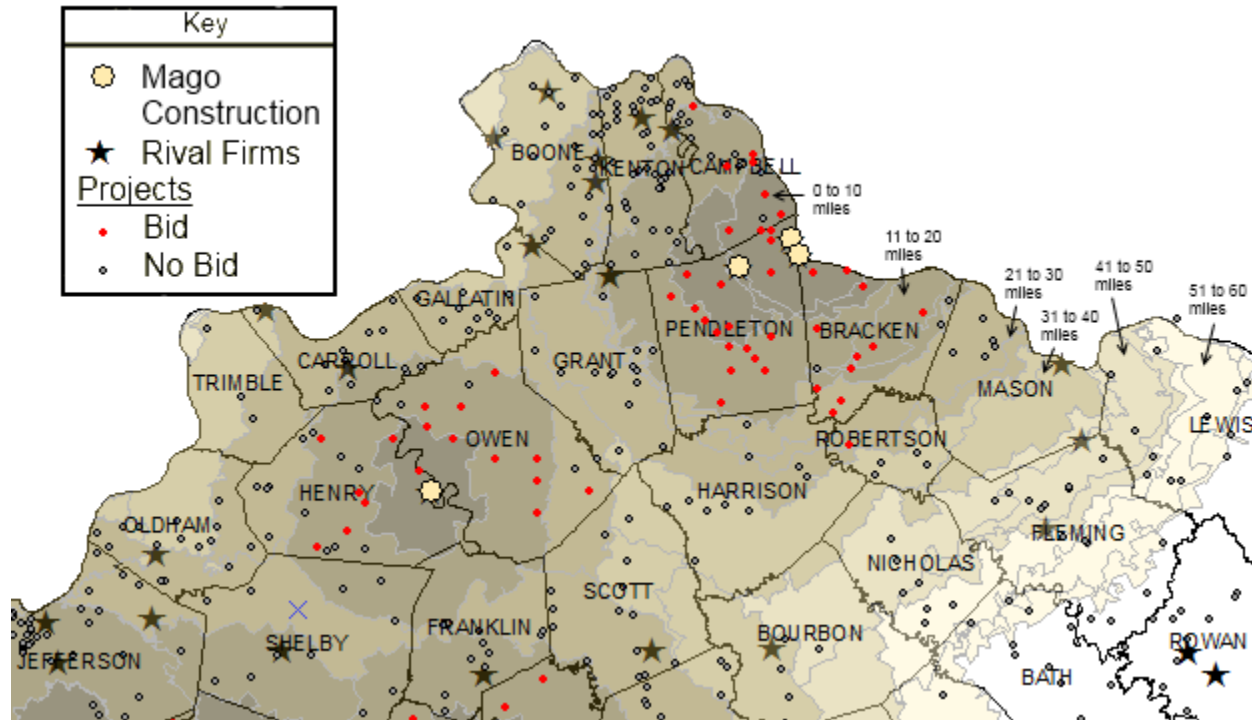 Key
Mago
Construction
Rival Firms
Projects
Bid
No Bid
BOONE
KENTON
CAMPBELL
0 to 10
miles
11 to 20
miles
21 to 30
miles
31 to 40
miles
41 to 50
miles
51 to 60
miles
GALLATIN
CARROLL
TRIMBLE
GRANT
PENDLETON
BRACKEN
MASON
LEWIS
OWEN
ROBERTSON
HENRY
HARRISON
OLDHAM
FLEMING
NICHOLAS
SCOTT
SHELBY
FRANKLIN
BOURBON
JEFFERSON
BATH
ROWAN